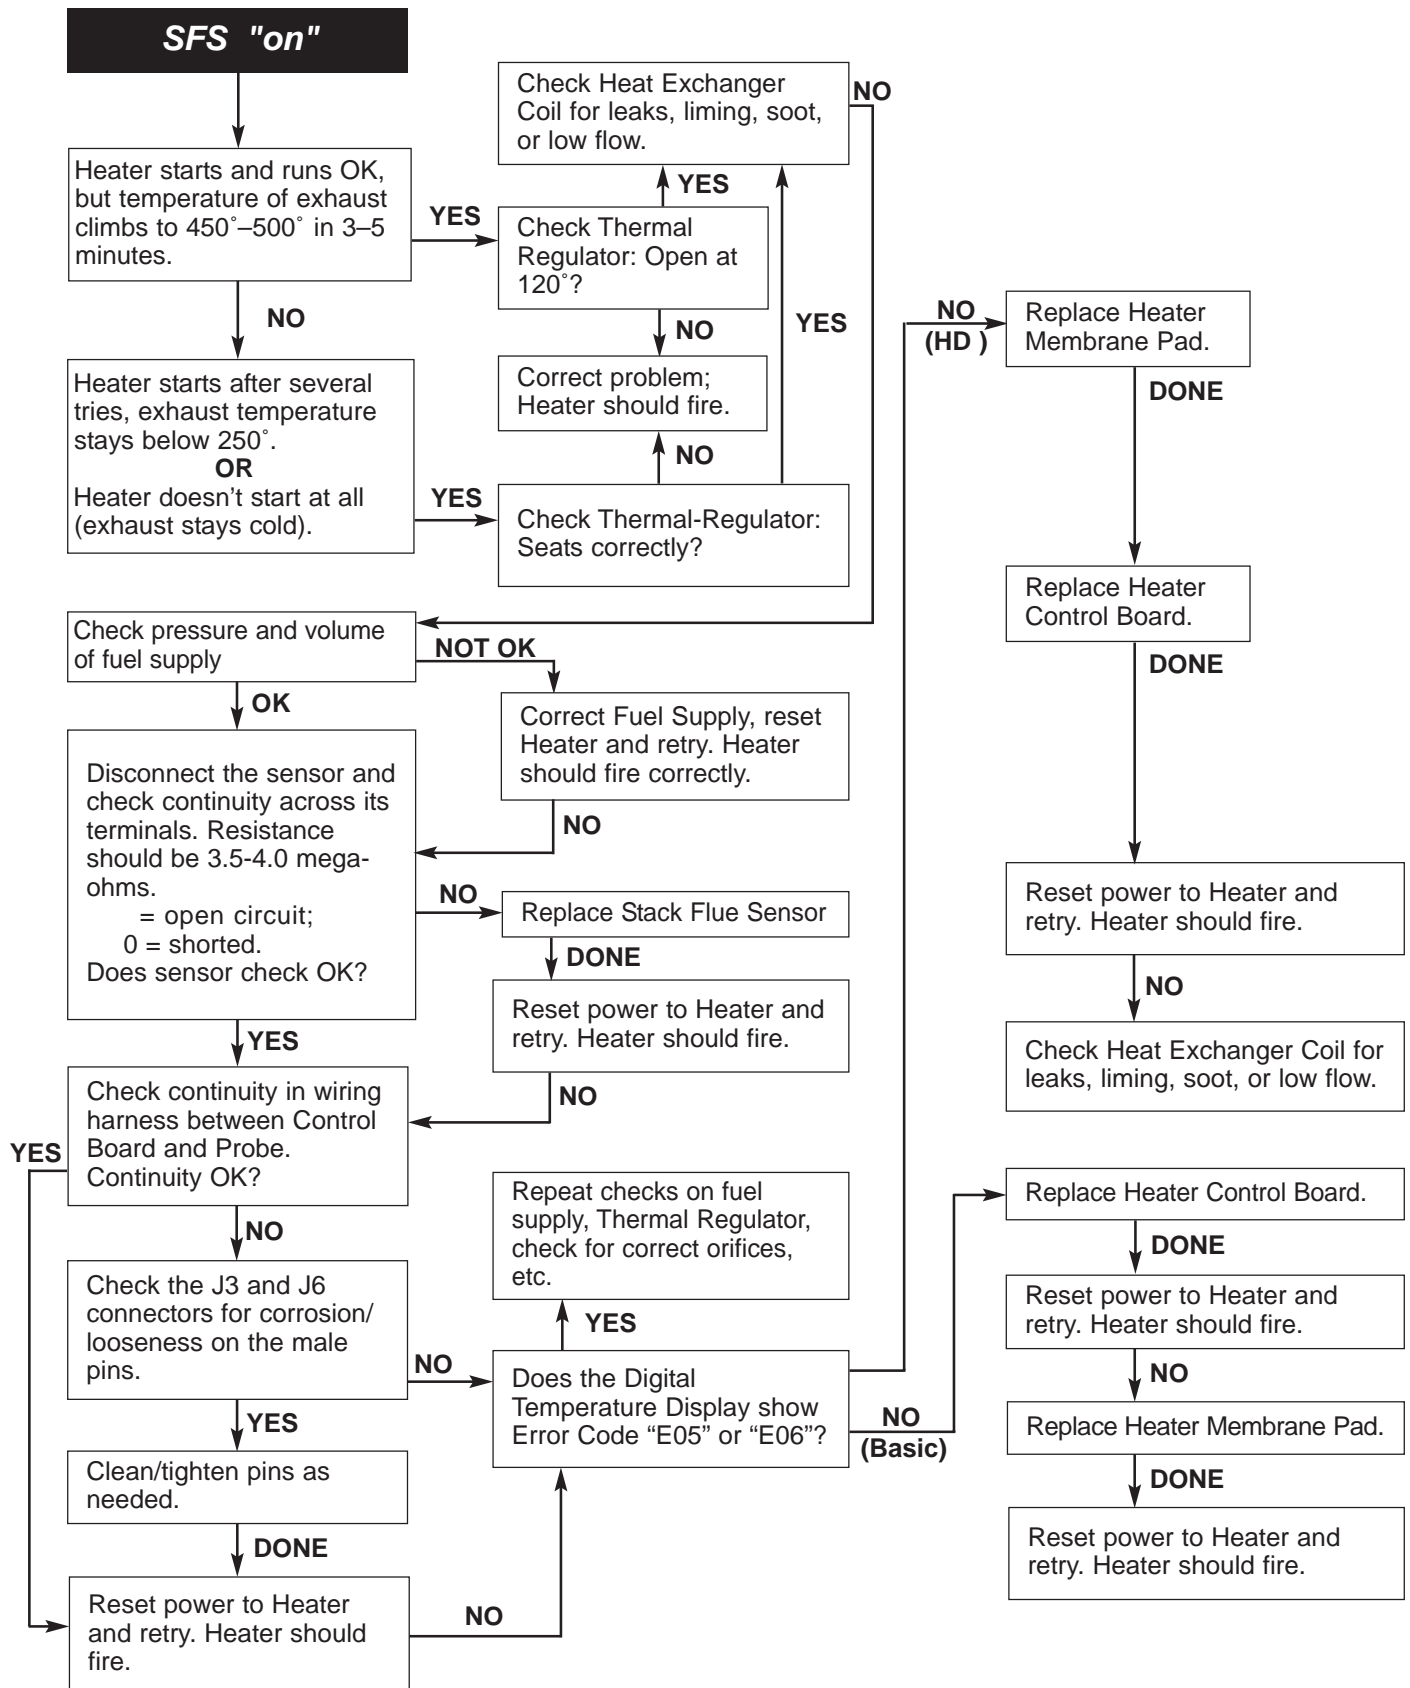 SFS "on"
Heater starts and runs OK,
but temperature of exhaust
climbs to 450˚–500˚ in 3–5
minutes.
YES
NO
Check Heat Exchanger
Coil for leaks, liming, soot,
or low flow.
NO
YES
Check Thermal
Regulator: Open at
120˚?
NO
YES
Correct problem;
Heater should fire.
NO
Heater starts after several
tries, exhaust temperature
stays below 250˚.
OR
Heater doesn't start at all
(exhaust stays cold).
YES
Check Thermal-Regulator:
Seats correctly?
Check pressure and volume
of fuel supply
NOT OK
OK
Correct Fuel Supply, reset
Heater and retry. Heater
should fire correctly.
NO
Disconnect the sensor and
check continuity across its
terminals. Resistance
should be 3.5-4.0 mega-
ohms.
= open circuit;
0 = shorted.
Does sensor check OK?
NO
Replace Stack Flue Sensor
DONE
Reset power to Heater and
retry. Heater should fire.
NO
YES
Check continuity in wiring
harness between Control
Board and Probe.
Continuity OK?
YES
NO
Check the J3 and J6
connectors for corrosion/
looseness on the male
pins.
NO
YES
Clean/tighten pins as
needed.
DONE
Reset power to Heater
and retry. Heater should
fire.
NO
Repeat checks on fuel
supply, Thermal Regulator,
check for correct orifices,
etc.
YES
Does the Digital
Temperature Display show
Error Code “E05” or “E06”?
NO
(Basic)
NO
(HD )
Replace Heater
Membrane Pad.
DONE
Replace Heater
Control Board.
DONE
Reset power to Heater and
retry. Heater should fire.
NO
Check Heat Exchanger Coil for
leaks, liming, soot, or low flow.
Replace Heater Control Board.
DONE
Reset power to Heater and
retry. Heater should fire.
NO
Replace Heater Membrane Pad.
DONE
Reset power to Heater and
retry. Heater should fire.